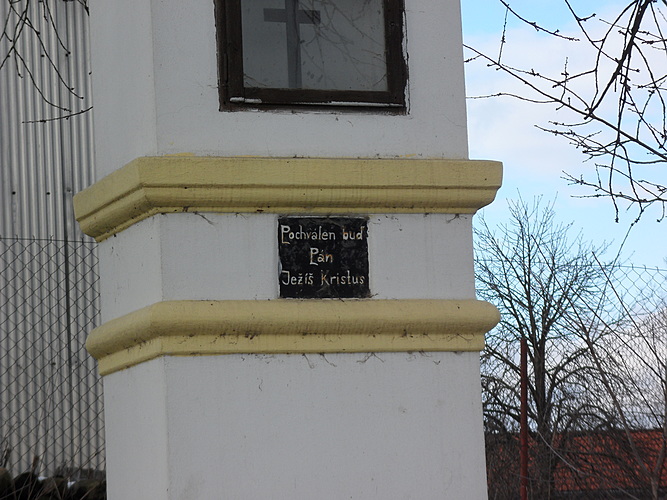 Pochválen buď
Pán
Ježíš Kristus